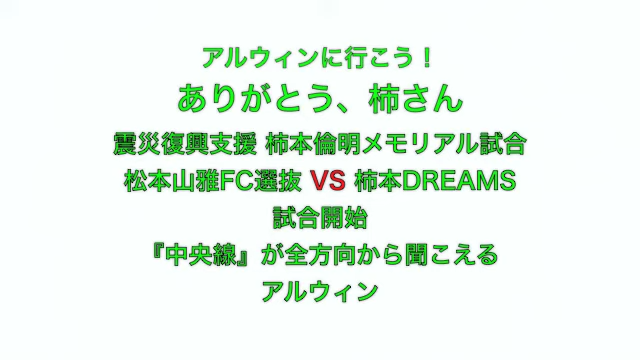 アルウィンに行こう！
ありがとう、柿さん
震災復興支援 柿本倫明メモリアル試合
松本山雅FC選抜 VS 柿本DREAMS
試合開始
『中央線』が全方向から聞こえる
アルウィン